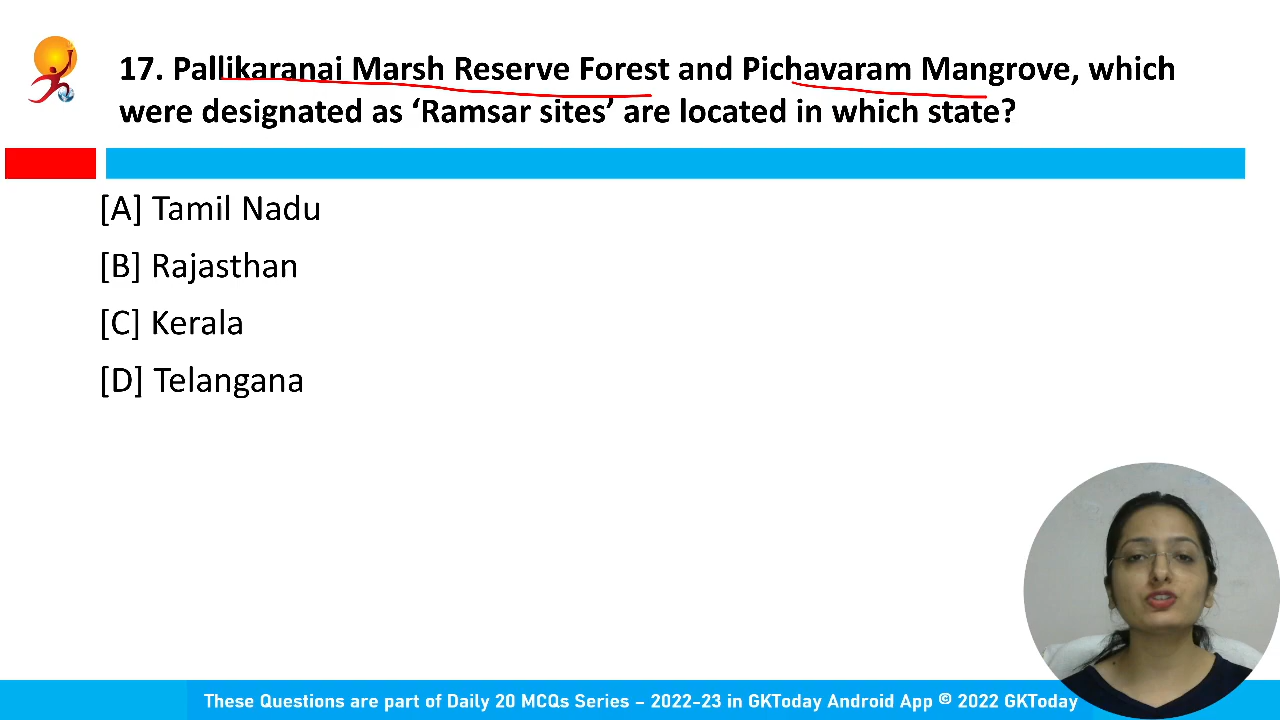 17. Pallikaranai Marsh Reserve Forest and Pichavaram Mangrove, which
were designated as ‘Ramsar sites’ are located in which state?
[A] Tamil Nadu
[B] Rajasthan
[C] Kerala
[D] Telangana
These Questions are part of Daily 20 MCQs Series – 2022-23 in GKToday Android App © 2022 GKToday